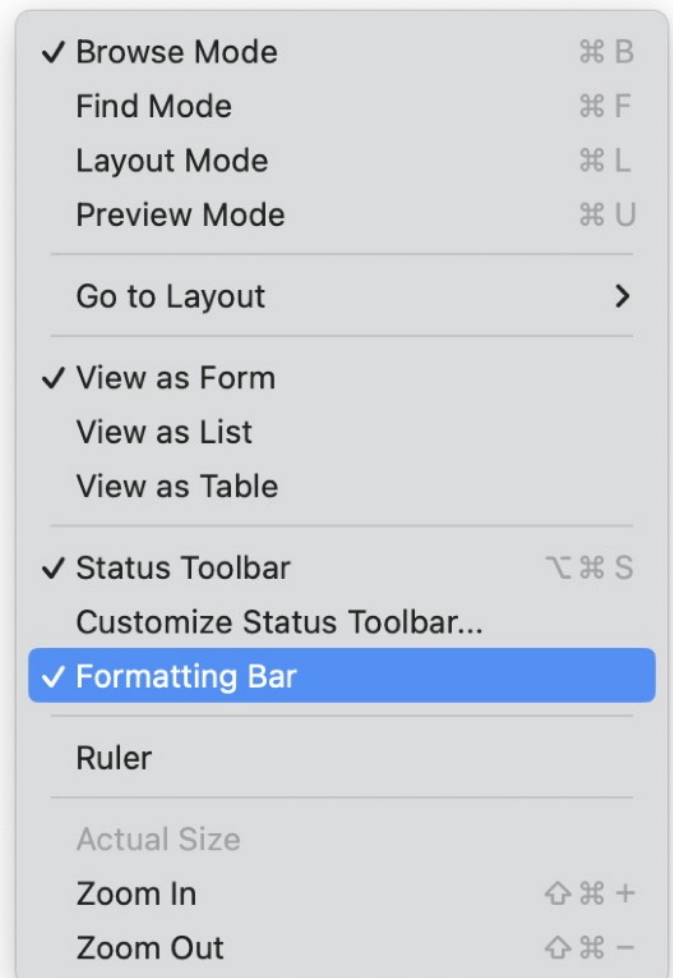 ✓ Browse Mode ⌘ B
Find Mode ⌘ F
Layout Mode ⌘ L
Preview Mode ⌘ U
Go to Layout >
✓ View as Form
View as List
View as Table
✓ Status Toolbar ⌥ ⌘ S
Customize Status Toolbar...
✓ Formatting Bar
Ruler
Actual Size
Zoom In ⇧ ⌘ +
Zoom Out ⇧ ⌘ −